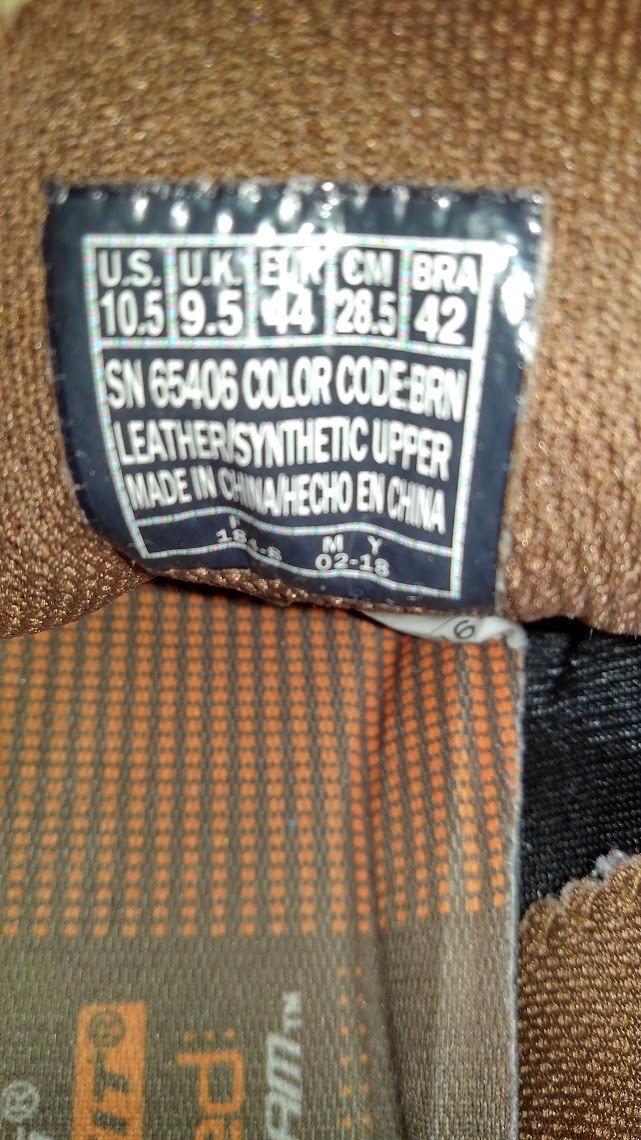 U.S. U.K. EUR CM BRA
10.5 9.5 44 28.5 42
SN 65406 COLOR CODE:BRN
LEATHER/SYNTHETIC UPPER
MADE IN CHINA/HECHO EN CHINA
F M Y
02-18
6